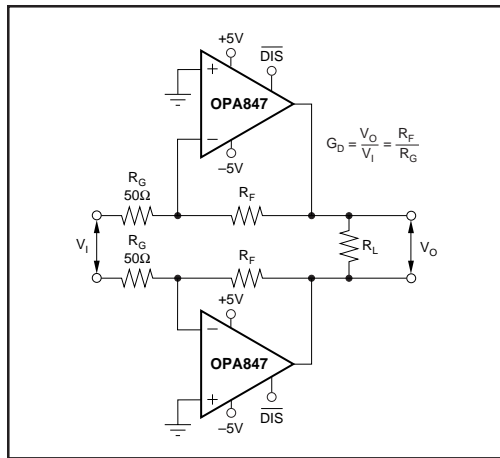 +5V
DIS
+
OPA847
−
−5V
G_D = V_O / V_I = R_F / R_G
R_G
50Ω
R_F
V_I
R_G
50Ω
R_F
R_L
V_O
+5V
−
OPA847
+
−5V
DIS